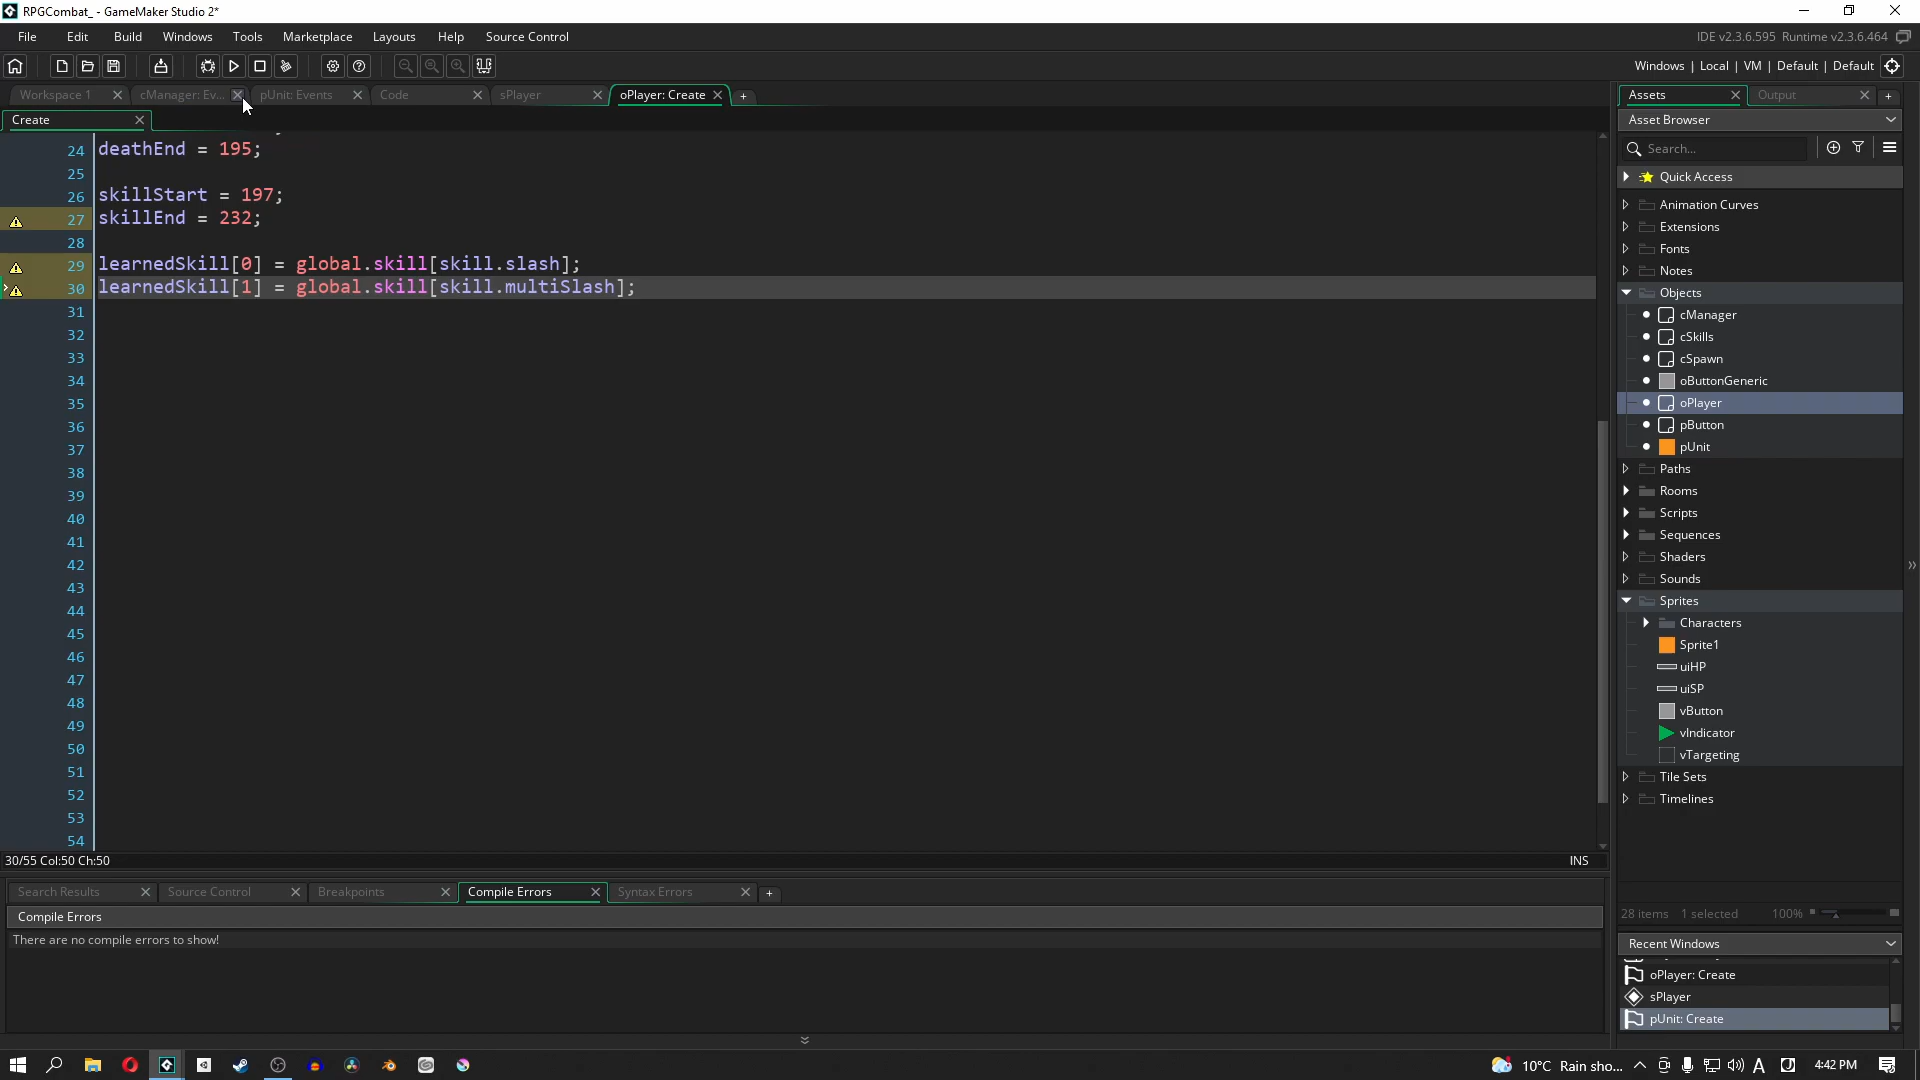 RPGCombat_ - GameMaker Studio 2*
File Edit Build Windows Tools Marketplace Layouts Help Source Control
IDE v2.3.6.595 Runtime v2.3.6.464
Windows | Local | VM | Default | Default
Workspace 1 cManager: Ev... pUnit: Events Code sPlayer oPlayer: Create
Create
24 deathEnd = 195;
25
26 skillStart = 197;
27 skillEnd = 232;
28
29 learnedSkill[0] = global.skill[skill.slash];
30 learnedSkill[1] = global.skill[skill.multiSlash];
31
32
33
34
35
36
37
38
39
40
41
42
43
44
45
46
47
48
49
50
51
52
53
54
30/55 Col:50 Ch:50 INS
Search Results Source Control Breakpoints Compile Errors Syntax Errors
Compile Errors
There are no compile errors to show!
Assets Output
Asset Browser
Search...
Quick Access
Animation Curves
Extensions
Fonts
Notes
Objects
cManager
cSkills
cSpawn
oButtonGeneric
oPlayer
pButton
pUnit
Paths
Rooms
Scripts
Sequences
Shaders
Sounds
Sprites
Characters
Sprite1
uiHP
uiSP
vButton
vIndicator
vTargeting
Tile Sets
Timelines
28 items 1 selected 100%
Recent Windows
oPlayer: Create
sPlayer
pUnit: Create
10°C Rain sho... A 4:42 PM